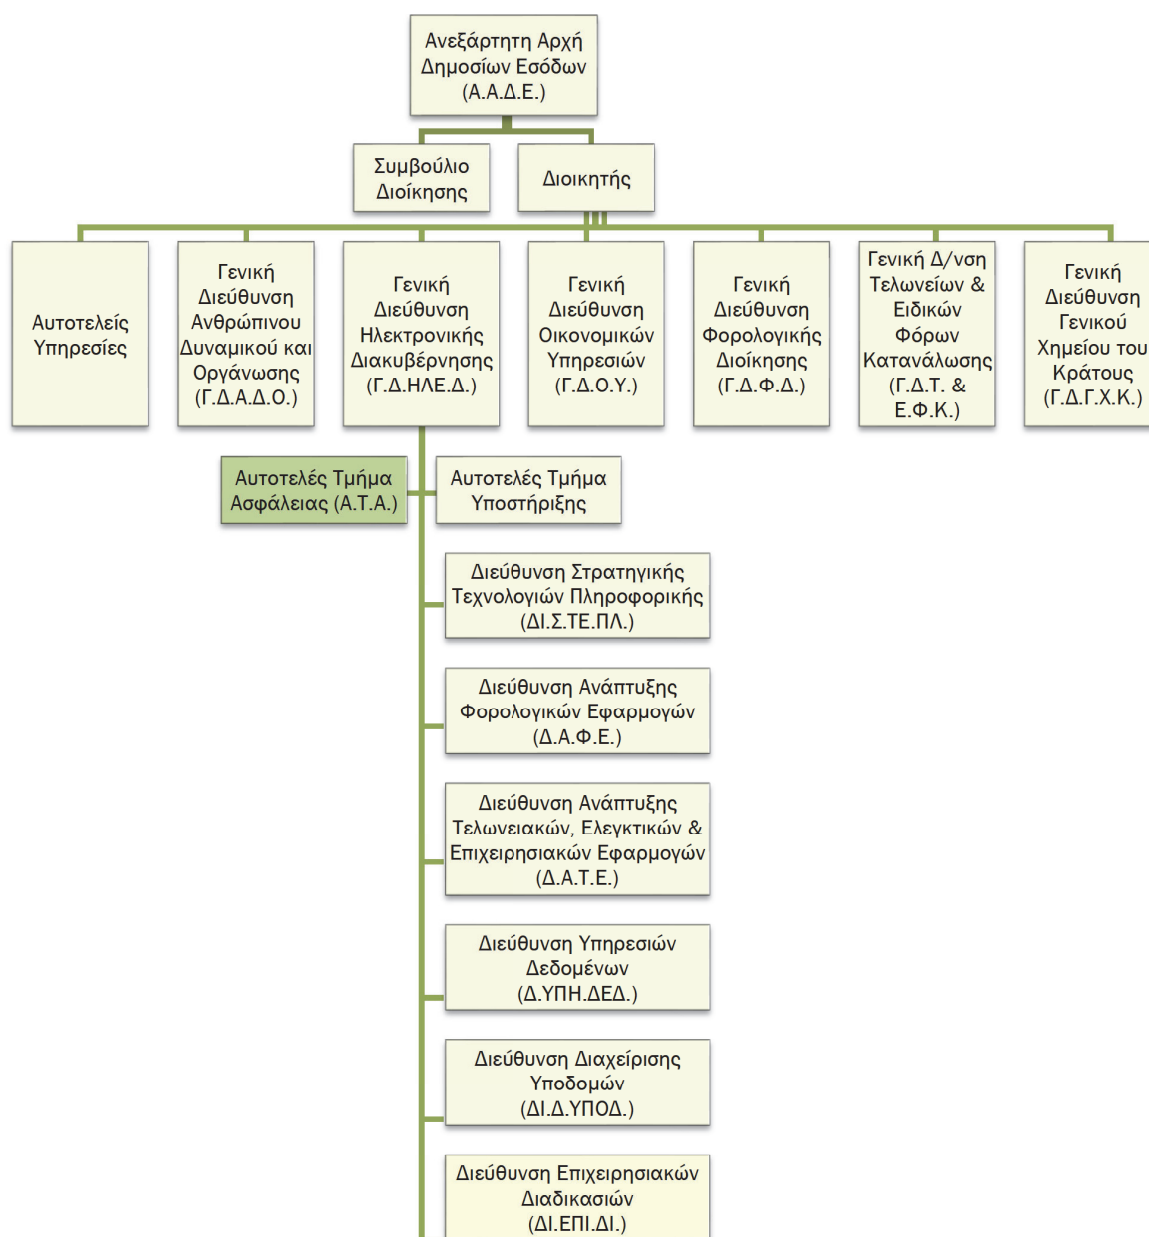 Ανεξάρτητη Αρχή
Δημοσίων Εσόδων
(Α.Α.Δ.Ε.)
Συμβούλιο
Διοίκησης
Διοικητής
Αυτοτελείς
Υπηρεσίες
Γενική
Διεύθυνση
Ανθρώπινου
Δυναμικού και
Οργάνωσης
(Γ.Δ.Α.Δ.Ο.)
Γενική
Διεύθυνση
Ηλεκτρονικής
Διακυβέρνησης
(Γ.Δ.ΗΛΕ.Δ.)
Γενική
Διεύθυνση
Οικονομικών
Υπηρεσιών
(Γ.Δ.Ο.Υ.)
Γενική
Διεύθυνση
Φορολογικής
Διοίκησης
(Γ.Δ.Φ.Δ.)
Γενική Δ/νση
Τελωνείων &
Ειδικών
Φόρων
Κατανάλωσης
(Γ.Δ.Τ. &
Ε.Φ.Κ.)
Γενική
Διεύθυνση
Γενικού
Χημείου του
Κράτους
(Γ.Δ.Γ.Χ.Κ.)
Αυτοτελές Τμήμα
Ασφάλειας (Α.Τ.Α.)
Αυτοτελές Τμήμα
Υποστήριξης
Διεύθυνση Στρατηγικής
Τεχνολογιών Πληροφορικής
(ΔΙ.Σ.ΤΕ.ΠΛ.)
Διεύθυνση Ανάπτυξης
Φορολογικών Εφαρμογών
(Δ.Α.Φ.Ε.)
Διεύθυνση Ανάπτυξης
Τελωνειακών, Ελεγκτικών &
Επιχειρησιακών Εφαρμογών
(Δ.Α.Τ.Ε.)
Διεύθυνση Υπηρεσιών
Δεδομένων
(Δ.ΥΠΗ.ΔΕΔ.)
Διεύθυνση Διαχείρισης
Υποδομών
(ΔΙ.Δ.ΥΠΟΔ.)
Διεύθυνση Επιχειρησιακών
Διαδικασιών
(ΔΙ.ΕΠΙ.ΔΙ.)